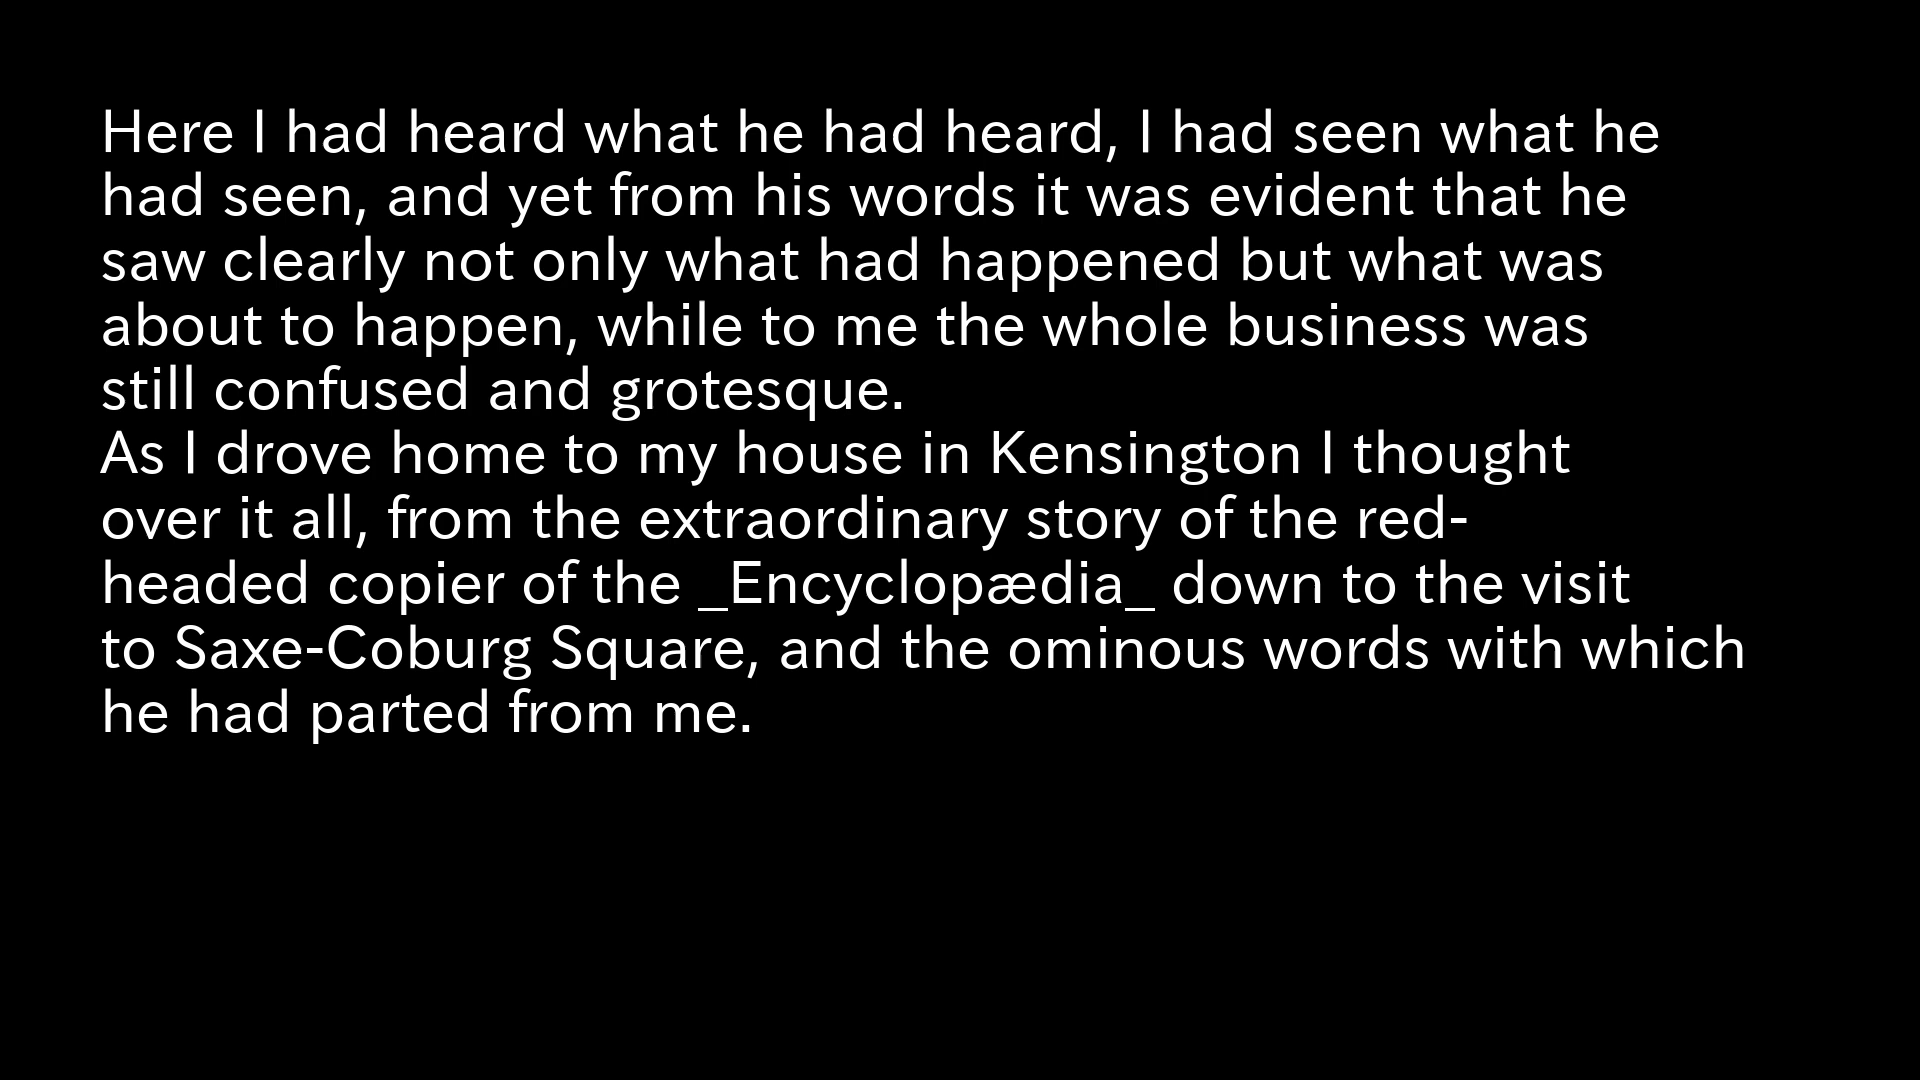 Here I had heard what he had heard, I had seen what he
had seen, and yet from his words it was evident that he
saw clearly not only what had happened but what was
about to happen, while to me the whole business was
still confused and grotesque.
As I drove home to my house in Kensington I thought
over it all, from the extraordinary story of the red-
headed copier of the _Encyclopædia_ down to the visit
to Saxe-Coburg Square, and the ominous words with which
he had parted from me.